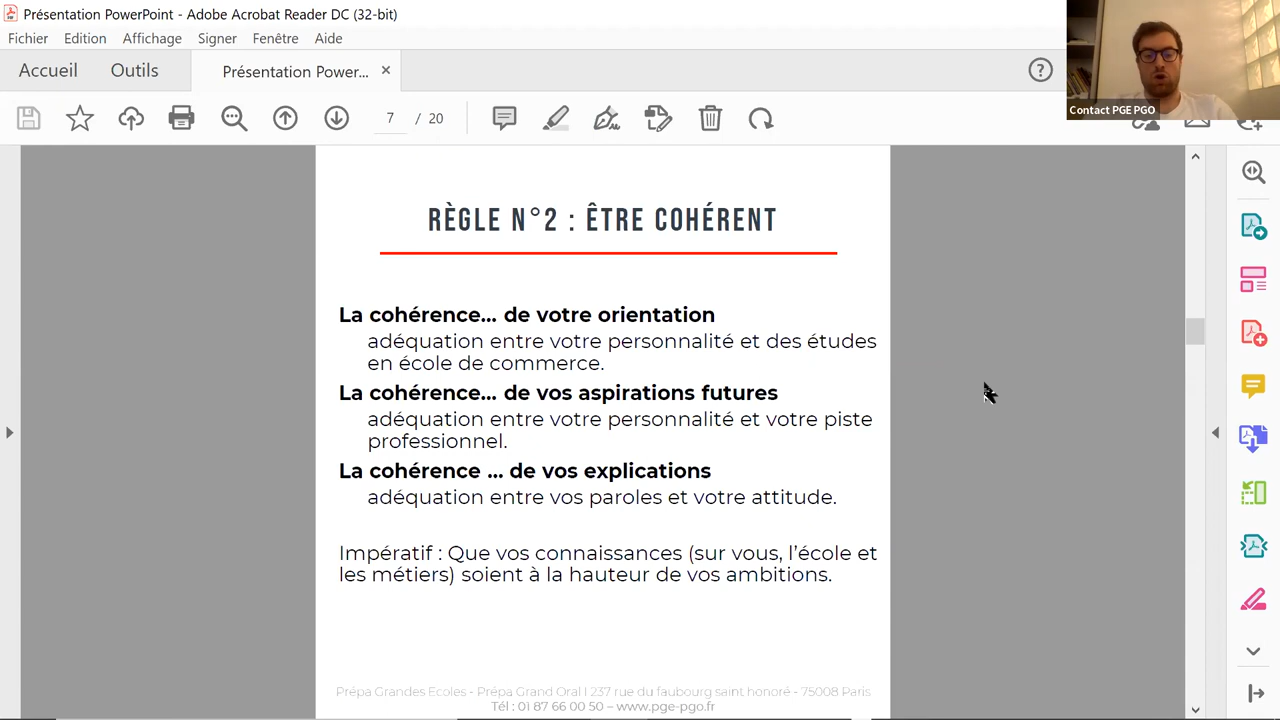 Présentation PowerPoint - Adobe Acrobat Reader DC (32-bit)
Fichier Edition Affichage Signer Fenêtre Aide
Accueil Outils Présentation Power... ×
7 / 20
Contact PGE PGO
RÈGLE N°2 : ÊTRE COHÉRENT
La cohérence... de votre orientation
adéquation entre votre personnalité et des études
en école de commerce.
La cohérence... de vos aspirations futures
adéquation entre votre personnalité et votre piste
professionnel.
La cohérence ... de vos explications
adéquation entre vos paroles et votre attitude.
Impératif : Que vos connaissances (sur vous, l’école et
les métiers) soient à la hauteur de vos ambitions.
Prépa Grandes Ecoles - Prépa Grand Oral I 237 rue du faubourg saint honoré - 75008 Paris
Tél : 01 87 66 00 50 – www.pge-pgo.fr